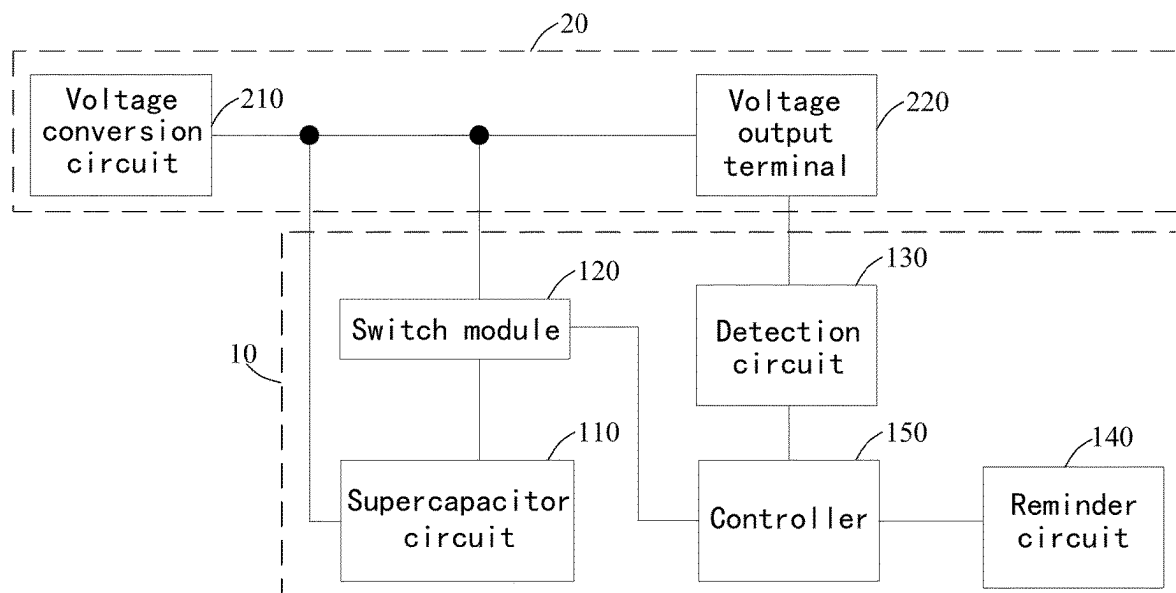 20
Voltage
conversion
circuit
210
Voltage
output
terminal
220
10
Switch module
120
Detection
circuit
130
Supercapacitor
circuit
110
Controller
150
Reminder
circuit
140